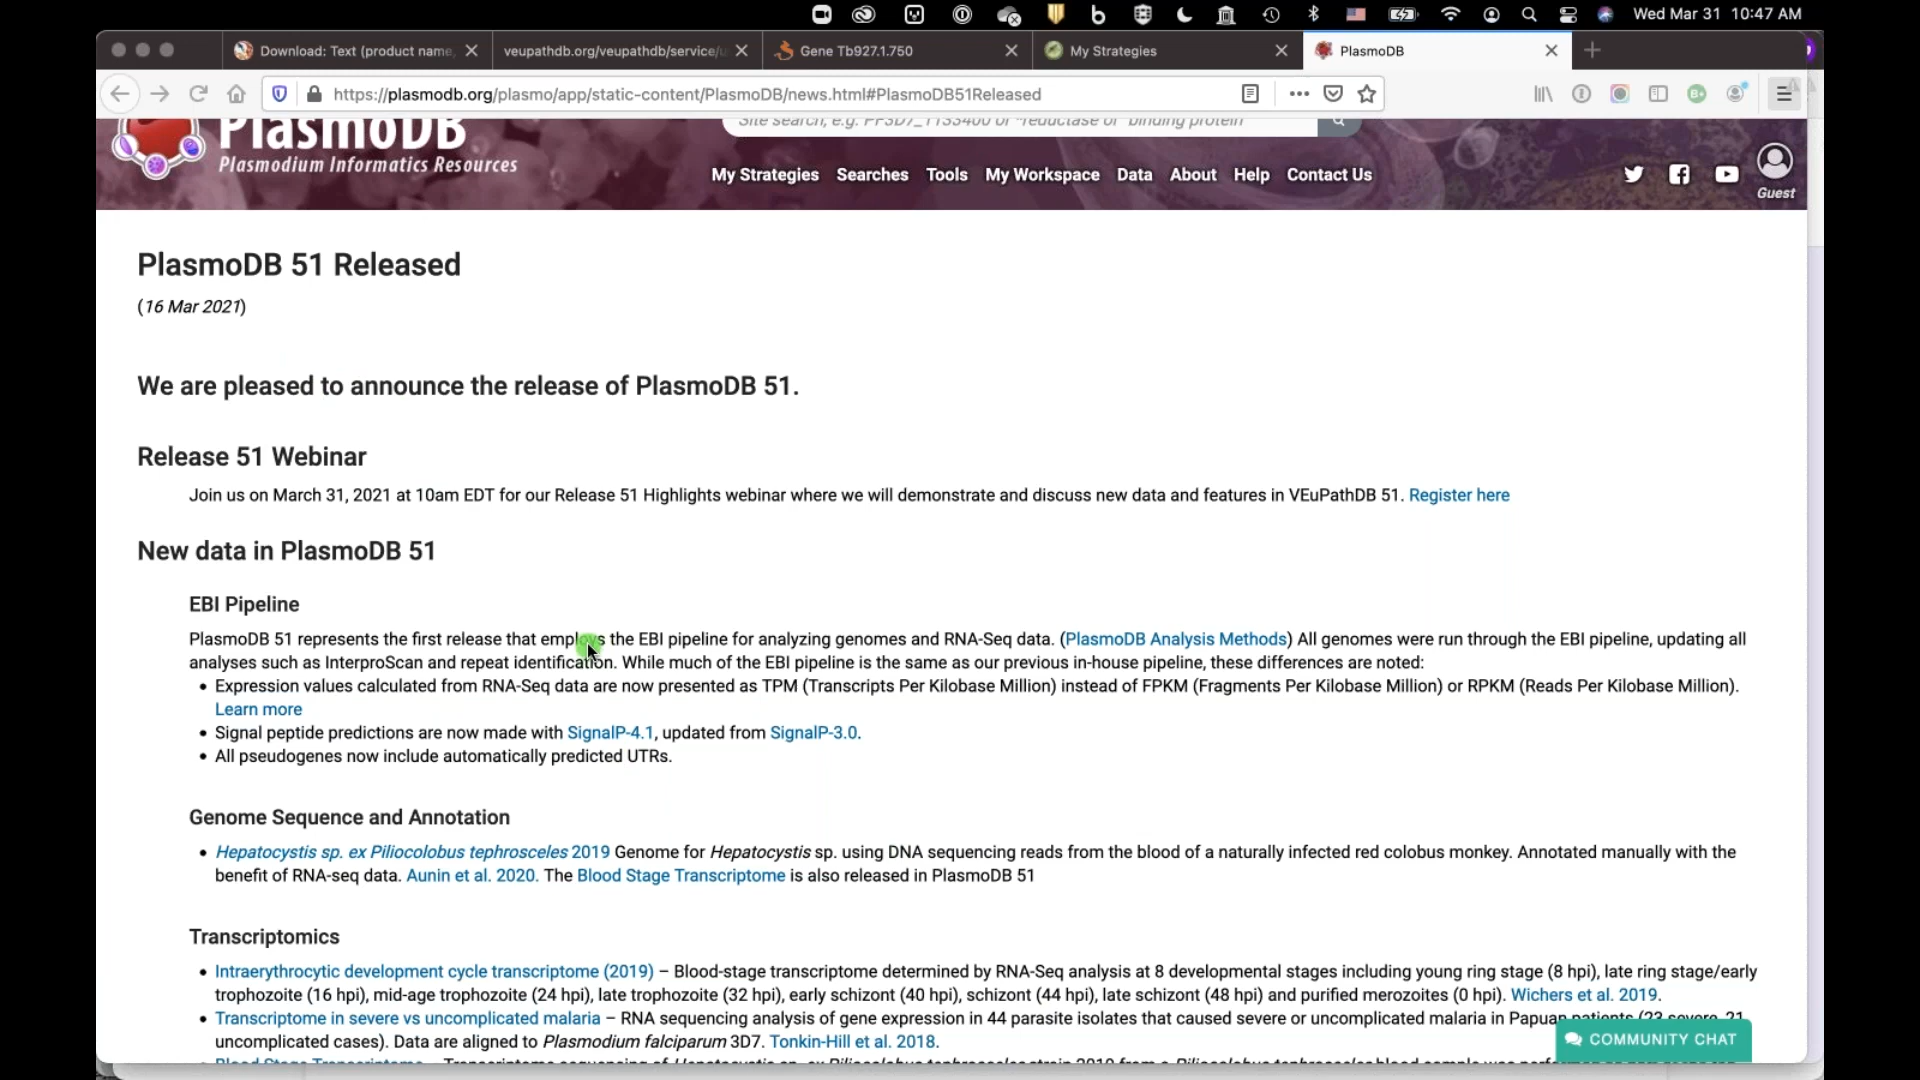 Wed Mar 31 10:47 AM
Download: Text (product name,
veupathdb.org/veupathdb/service/u
Gene Tb927.1.750
My Strategies
PlasmoDB
https://plasmodb.org/plasmo/app/static-content/PlasmoDB/news.html#PlasmoDB51Released
PlasmoDB
Plasmodium Informatics Resources
Site search, e.g. PF3D7_1133400 or *reductase or "binding protein"
My Strategies Searches Tools My Workspace Data About Help Contact Us
Guest
PlasmoDB 51 Released
(16 Mar 2021)
We are pleased to announce the release of PlasmoDB 51.
Release 51 Webinar
Join us on March 31, 2021 at 10am EDT for our Release 51 Highlights webinar where we will demonstrate and discuss new data and features in VEuPathDB 51. Register here
New data in PlasmoDB 51
EBI Pipeline
PlasmoDB 51 represents the first release that employs the EBI pipeline for analyzing genomes and RNA-Seq data. (PlasmoDB Analysis Methods) All genomes were run through the EBI pipeline, updating all
analyses such as InterproScan and repeat identification. While much of the EBI pipeline is the same as our previous in-house pipeline, these differences are noted:
• Expression values calculated from RNA-Seq data are now presented as TPM (Transcripts Per Kilobase Million) instead of FPKM (Fragments Per Kilobase Million) or RPKM (Reads Per Kilobase Million).
Learn more
• Signal peptide predictions are now made with SignalP-4.1, updated from SignalP-3.0.
• All pseudogenes now include automatically predicted UTRs.
Genome Sequence and Annotation
• Hepatocystis sp. ex Piliocolobus tephrosceles 2019 Genome for Hepatocystis sp. using DNA sequencing reads from the blood of a naturally infected red colobus monkey. Annotated manually with the
benefit of RNA-seq data. Aunin et al. 2020. The Blood Stage Transcriptome is also released in PlasmoDB 51
Transcriptomics
• Intraerythrocytic development cycle transcriptome (2019) – Blood-stage transcriptome determined by RNA-Seq analysis at 8 developmental stages including young ring stage (8 hpi), late ring stage/early
trophozoite (16 hpi), mid-age trophozoite (24 hpi), late trophozoite (32 hpi), early schizont (40 hpi), schizont (44 hpi), late schizont (48 hpi) and purified merozoites (0 hpi). Wichers et al. 2019.
• Transcriptome in severe vs uncomplicated malaria – RNA sequencing analysis of gene expression in 44 parasite isolates that caused severe or uncomplicated malaria in Papuan patients (23 severe, 21
uncomplicated cases). Data are aligned to Plasmodium falciparum 3D7. Tonkin-Hill et al. 2018.
COMMUNITY CHAT